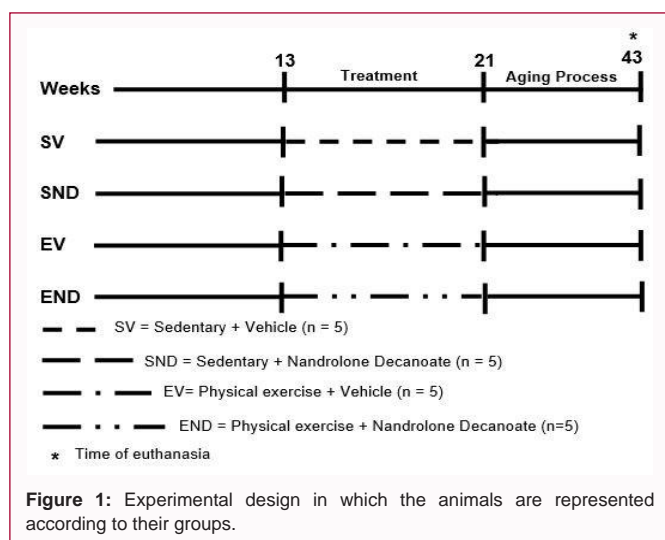 *
13 21 43
Treatment Aging Process
Weeks
SV
SND
EV
END
SV = Sedentary + Vehicle (n = 5)
SND = Sedentary + Nandrolone Decanoate (n = 5)
EV= Physical exercise + Vehicle (n = 5)
END = Physical exercise + Nandrolone Decanoate (n=5)
* Time of euthanasia
Figure 1: Experimental design in which the animals are represented
according to their groups.